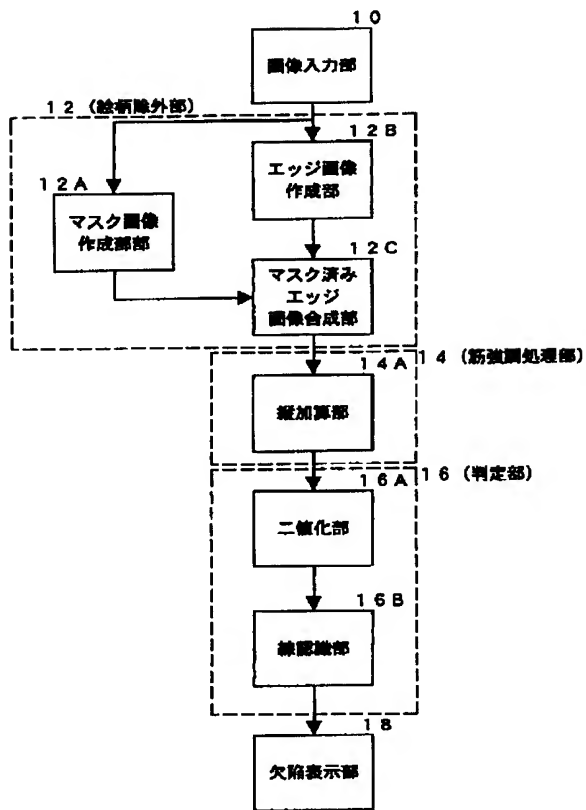 10
画像入力部
12 (絵柄除外部)
12B
エッジ画像
作成部
12A
マスク画像
作成部部
12C
マスク済み
エッジ
画像合成部
14 (筋強調処理部)
14A
縦加算部
16 (判定部)
16A
二値化部
16B
線認識部
18
欠陥表示部